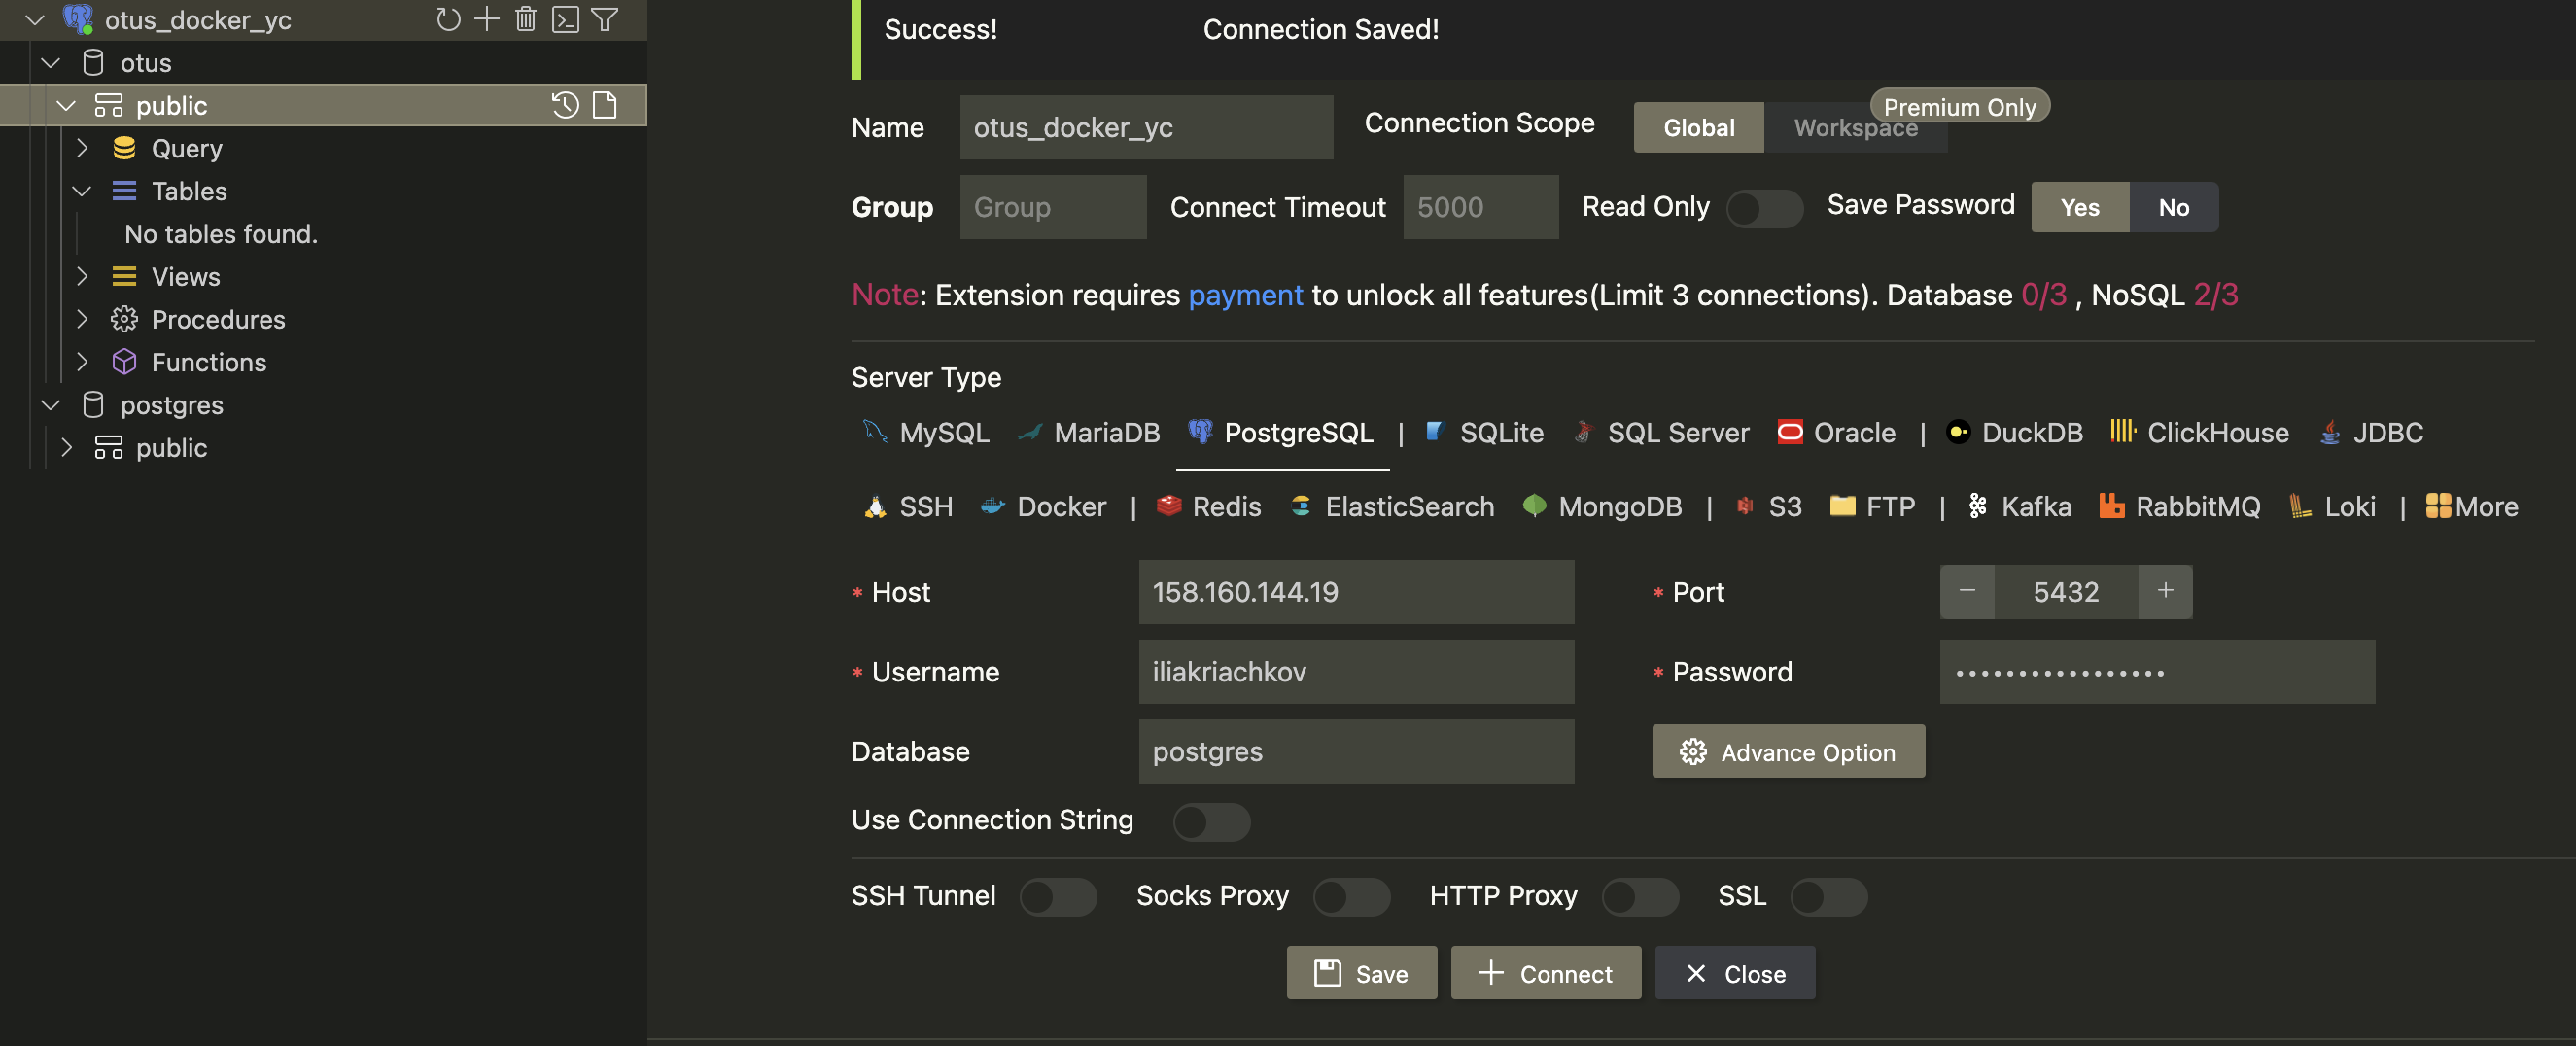 otus_docker_yc
otus
public
Query
Tables
No tables found.
Views
Procedures
Functions
postgres
public
Success! Connection Saved!
Name otus_docker_yc Connection Scope Global Workspace Premium Only
Group Group Connect Timeout 5000 Read Only Save Password Yes No
Note: Extension requires payment to unlock all features(Limit 3 connections). Database 0/3 , NoSQL 2/3
Server Type
MySQL MariaDB PostgreSQL | SQLite SQL Server Oracle | DuckDB ClickHouse JDBC
SSH Docker | Redis ElasticSearch MongoDB | S3 FTP | Kafka RabbitMQ Loki | More
* Host 158.160.144.19 * Port − 5432 +
* Username iliakriachkov * Password ••••••••••••••••
Database postgres Advance Option
Use Connection String
SSH Tunnel Socks Proxy HTTP Proxy SSL
Save Connect Close